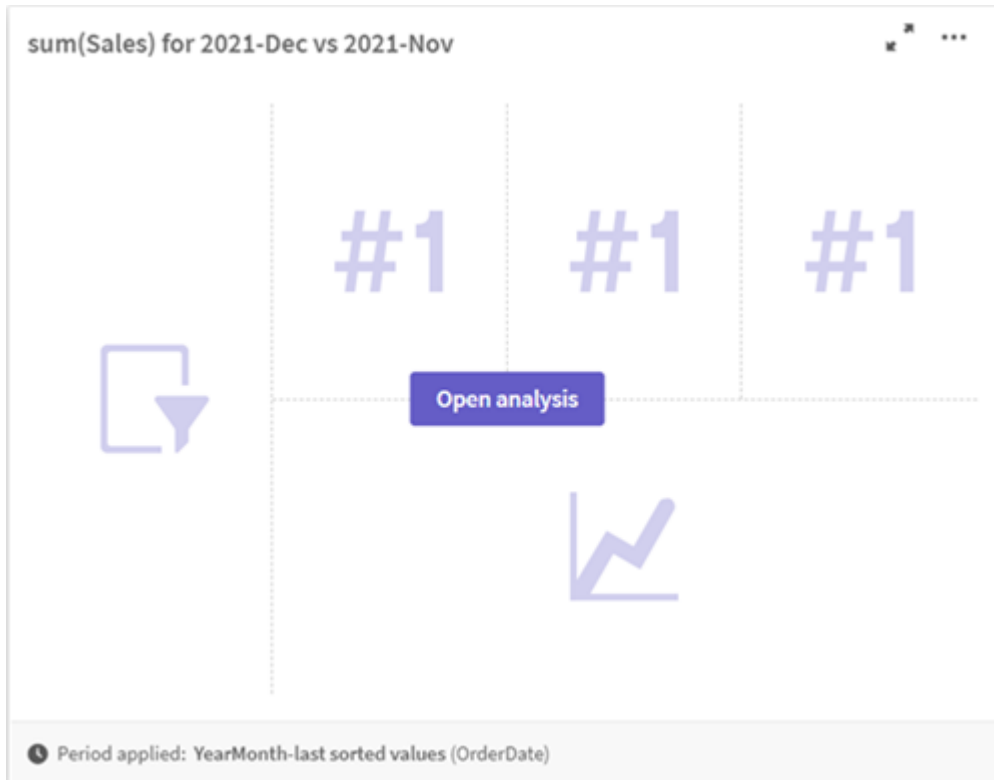 sum(Sales) for 2021-Dec vs 2021-Nov
#1 #1 #1
Open analysis
Period applied: YearMonth-last sorted values (OrderDate)